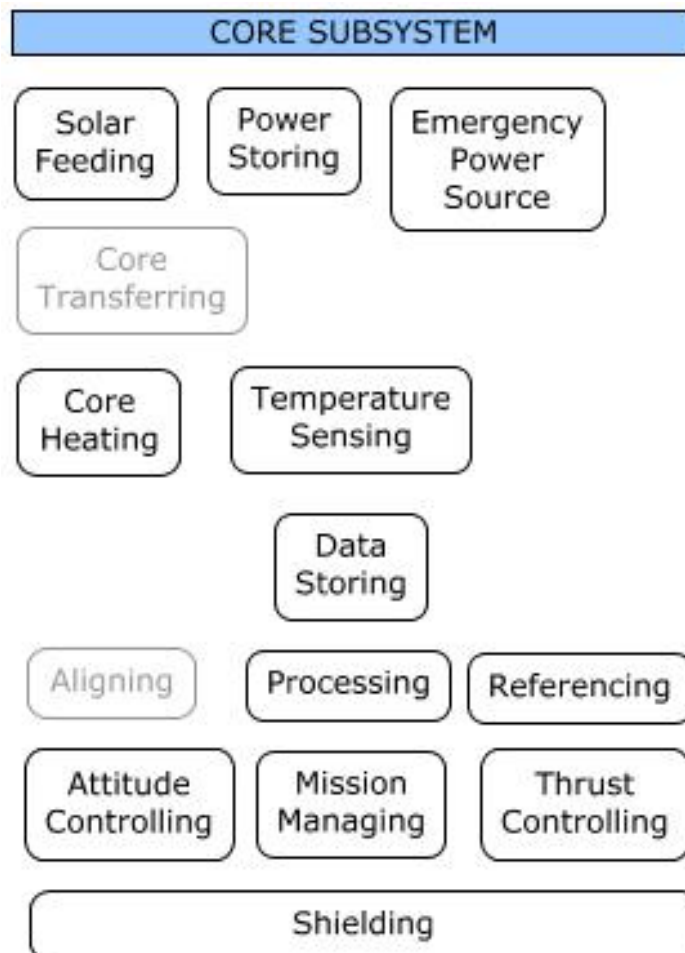 CORE SUBSYSTEM
Solar
Feeding
Power
Storing
Emergency
Power
Source
Core
Transferring
Core
Heating
Temperature
Sensing
Data
Storing
Aligning
Processing
Referencing
Attitude
Controlling
Mission
Managing
Thrust
Controlling
Shielding